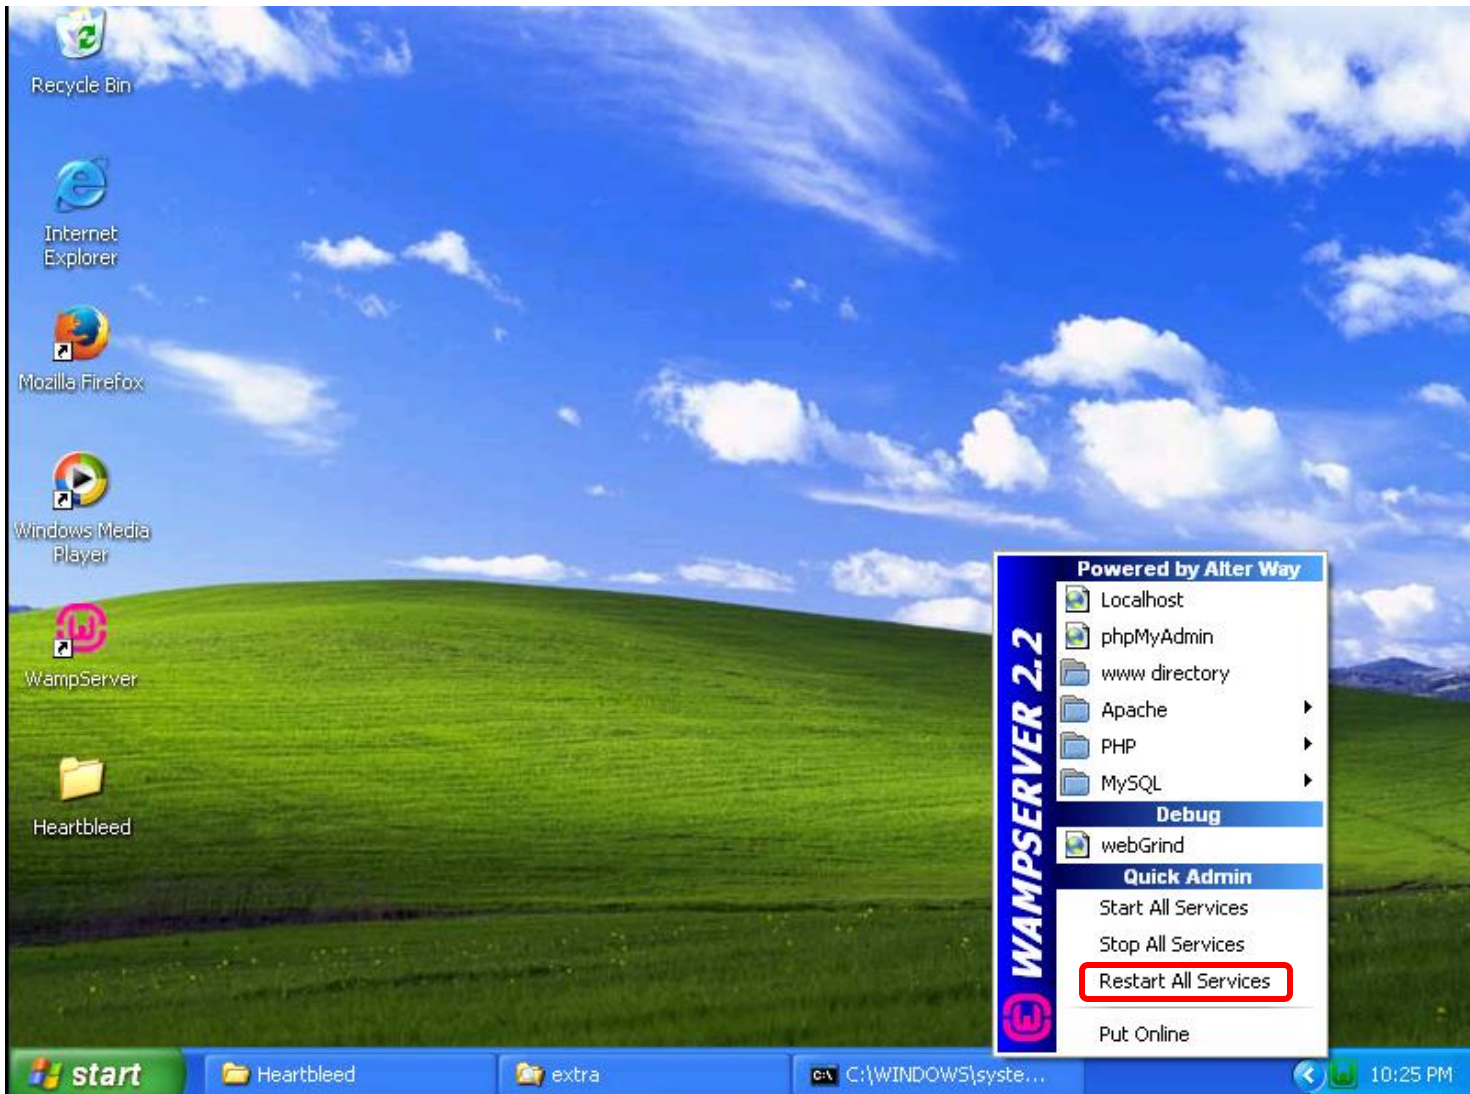 Recycle Bin
Internet
Explorer
Mozilla Firefox
Windows Media
Player
WampServer
Heartbleed
WAMPSERVER 2.2
Powered by Alter Way
Localhost
phpMyAdmin
www directory
Apache
PHP
MySQL
Debug
webGrind
Quick Admin
Start All Services
Stop All Services
Restart All Services
Put Online
start
Heartbleed
extra
C:\WINDOWS\syste...
10:25 PM